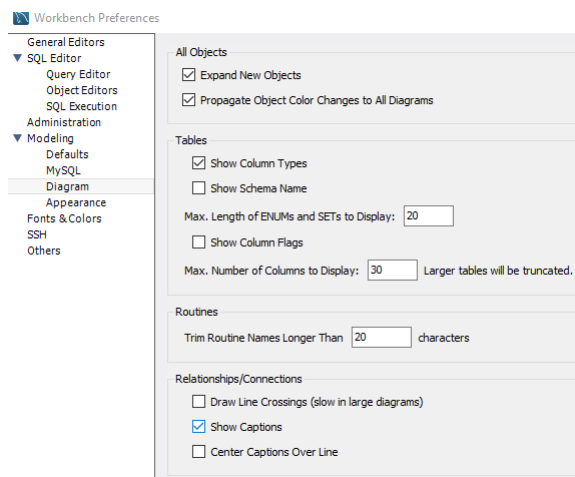 Workbench Preferences
General Editors
SQL Editor
Query Editor
Object Editors
SQL Execution
Administration
Modeling
Defaults
MySQL
Diagram
Appearance
Fonts & Colors
SSH
Others
All Objects
Expand New Objects
Propagate Object Color Changes to All Diagrams
Tables
Show Column Types
Show Schema Name
Max. Length of ENUMs and SETs to Display: 20
Show Column Flags
Max. Number of Columns to Display: 30 Larger tables will be truncated.
Routines
Trim Routine Names Longer Than 20 characters
Relationships/Connections
Draw Line Crossings (slow in large diagrams)
Show Captions
Center Captions Over Line